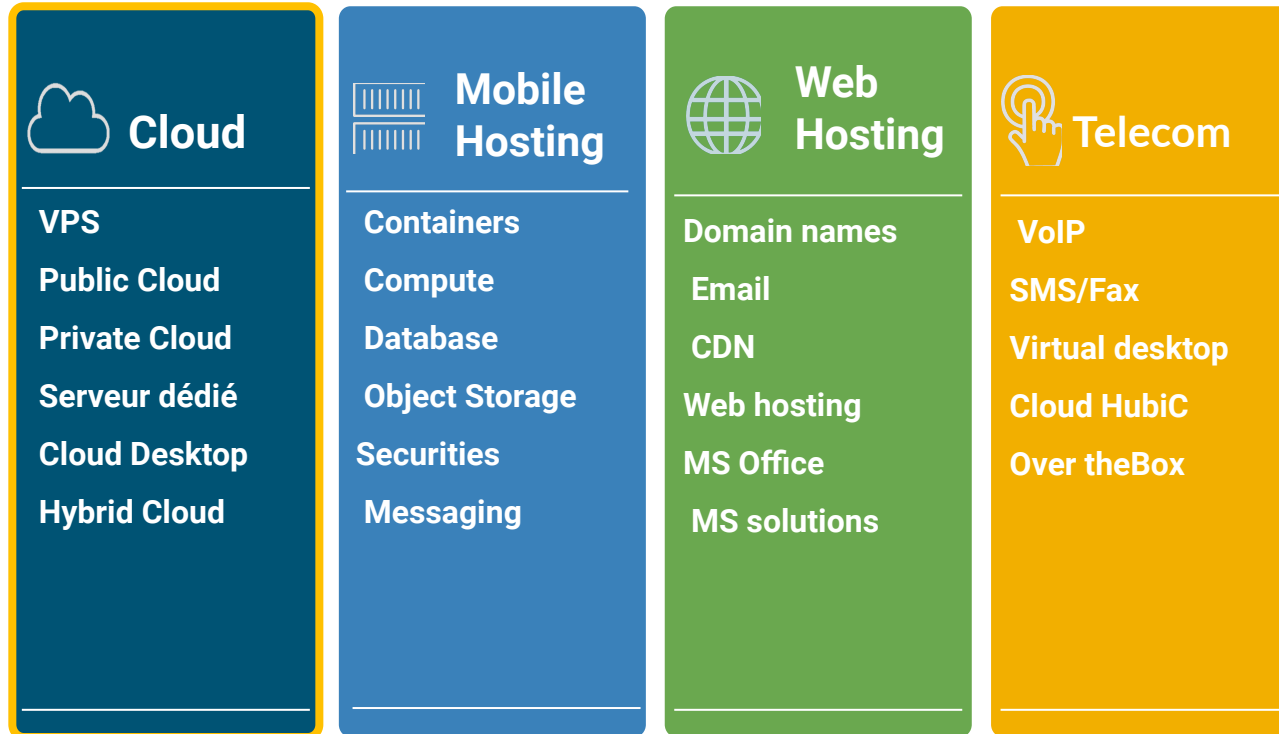 Cloud
VPS
Public Cloud
Private Cloud
Serveur dédié
Cloud Desktop
Hybrid Cloud
Mobile
Hosting
Containers
Compute
Database
Object Storage
Securities
Messaging
Web
Hosting
Domain names
Email
CDN
Web hosting
MS Office
MS solutions
Telecom
VoIP
SMS/Fax
Virtual desktop
Cloud HubiC
Over theBox